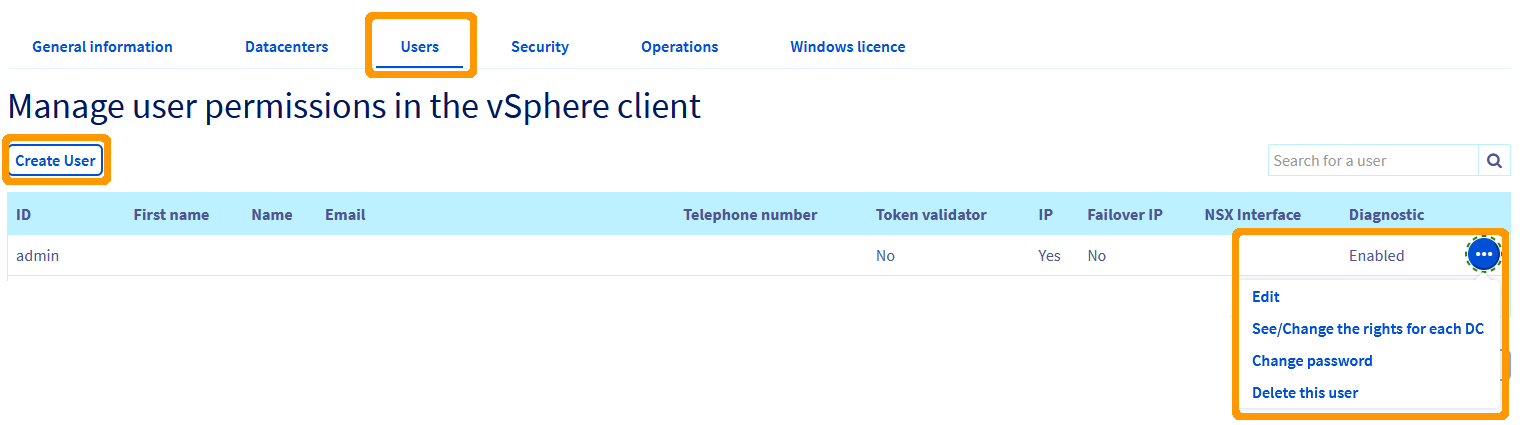 General information Datacenters Users Security Operations Windows licence
Manage user permissions in the vSphere client
Create User Search for a user
ID First name Name Email Telephone number Token validator IP Failover IP NSX Interface Diagnostic
admin No Yes No Enabled
Edit
See/Change the rights for each DC
Change password
Delete this user